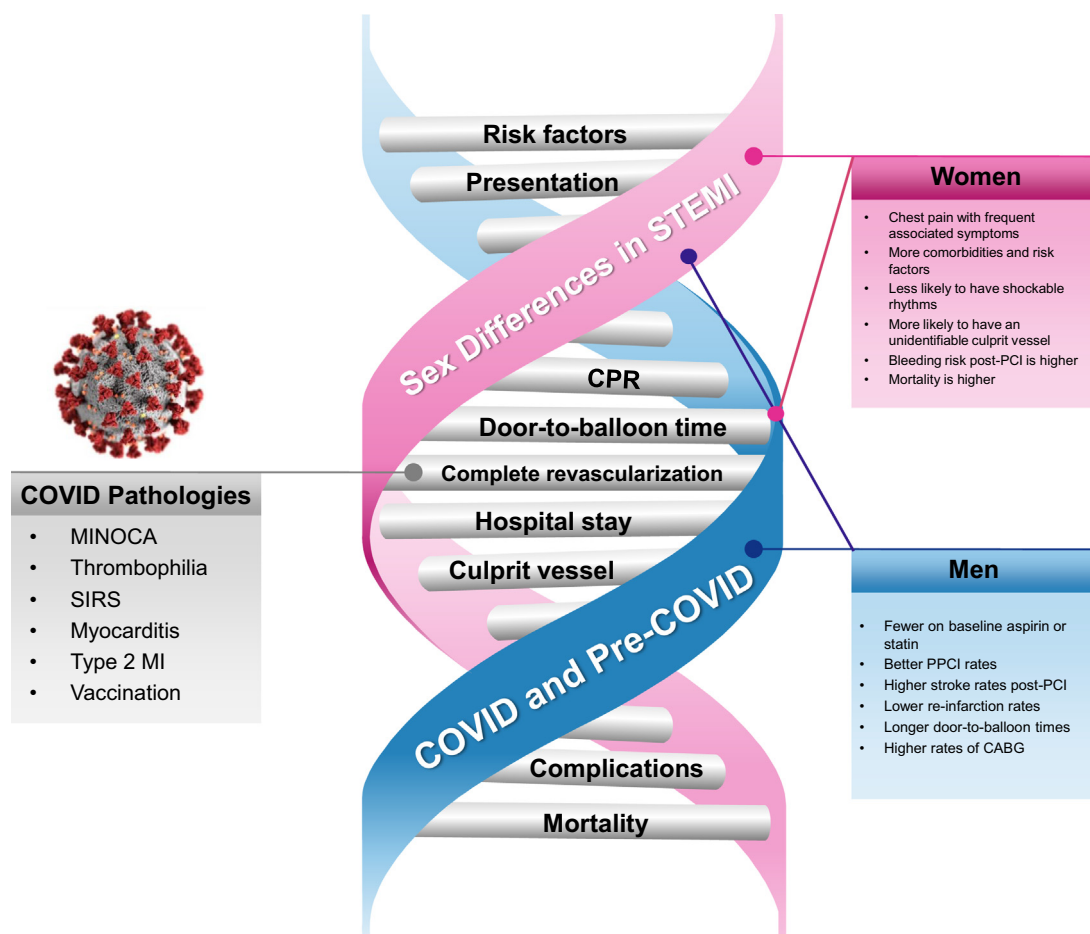 Risk factors
Presentation
Sex Differences in STEMI
CPR
Door-to-balloon time
Complete revascularization
Hospital stay
Culprit vessel
COVID and Pre-COVID
Complications
Mortality
COVID Pathologies
• MINOCA
• Thrombophilia
• SIRS
• Myocarditis
• Type 2 MI
• Vaccination
Women
• Chest pain with frequent
associated symptoms
• More comorbidities and risk
factors
• Less likely to have shockable
rhythms
• More likely to have an
unidentifiable culprit vessel
• Bleeding risk post-PCI is higher
• Mortality is higher
Men
• Fewer on baseline aspirin or
statin
• Better PPCI rates
• Higher stroke rates post-PCI
• Lower re-infarction rates
• Longer door-to-balloon times
• Higher rates of CABG